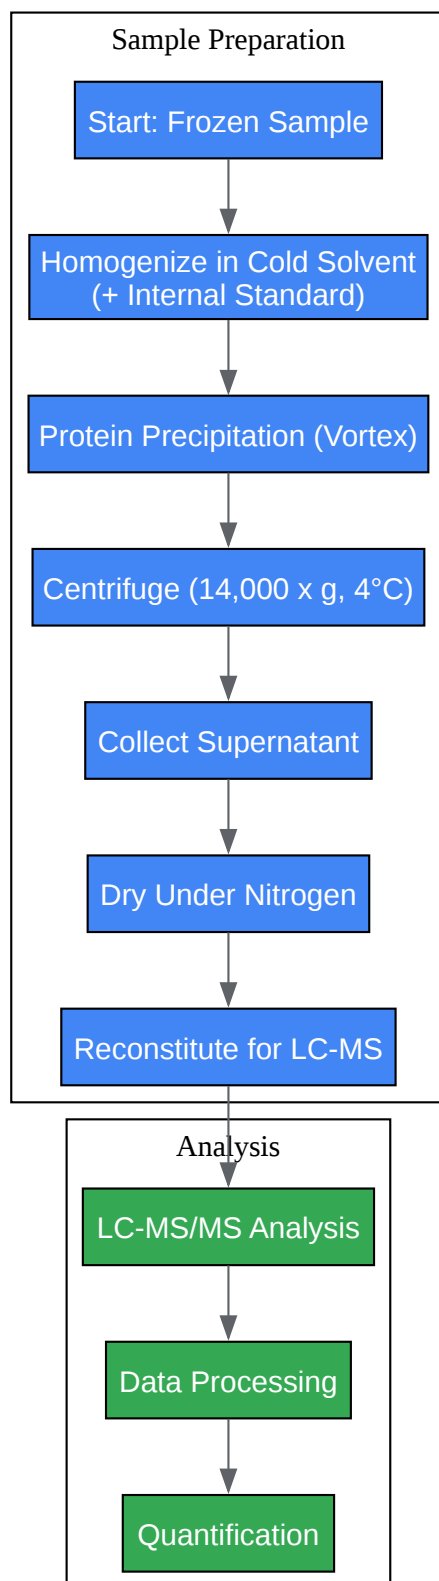 Sample Preparation
Start: Frozen Sample
Homogenize in Cold Solvent
(+ Internal Standard)
Protein Precipitation (Vortex)
Centrifuge (14,000 x g, 4°C)
Collect Supernatant
Dry Under Nitrogen
Reconstitute for LC-MS
Analysis
LC-MS/MS Analysis
Data Processing
Quantification